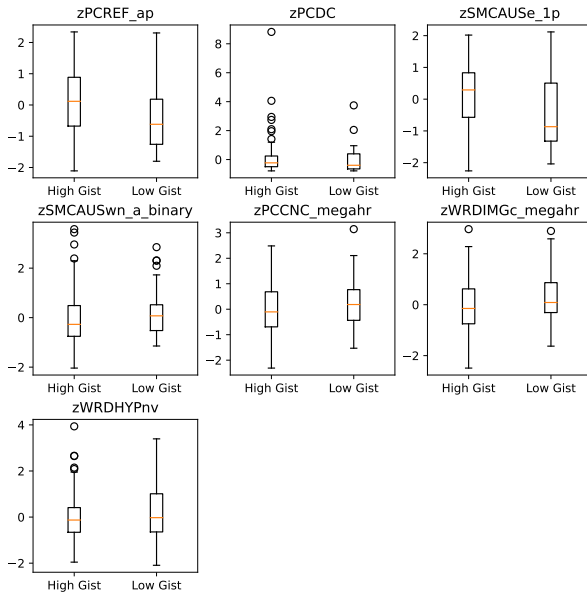 zPCREF_ap
zPCDC
zSMCAUSe_1p
2
1
0
−1
−2
High Gist
Low Gist
8
6
4
2
0
High Gist
Low Gist
2
1
0
−1
−2
High Gist
Low Gist
zSMCAUSwn_a_binary
zPCCNC_megahr
zWRDIMGc_megahr
2
0
−2
High Gist
Low Gist
3
2
1
0
−1
−2
High Gist
Low Gist
2
0
−2
High Gist
Low Gist
zWRDHYPnv
4
2
0
−2
High Gist
Low Gist